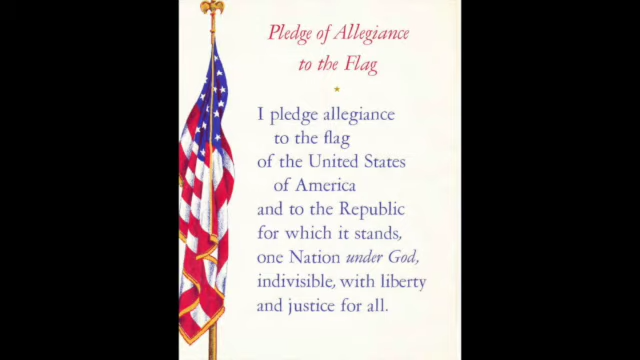 Pledge of Allegiance
to the Flag
I pledge allegiance
to the flag
of the United States
of America
and to the Republic
for which it stands,
one Nation under God,
indivisible, with liberty
and justice for all.